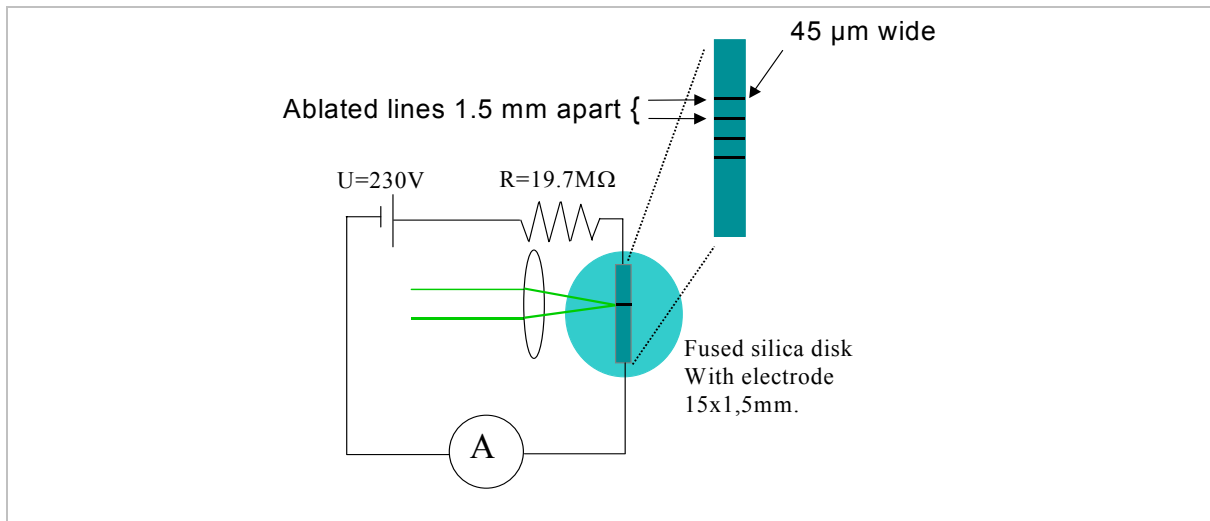 45 µm wide
Ablated lines 1.5 mm apart {
U=230V
R=19.7MΩ
Fused silica disk
With electrode
15x1,5mm.
A